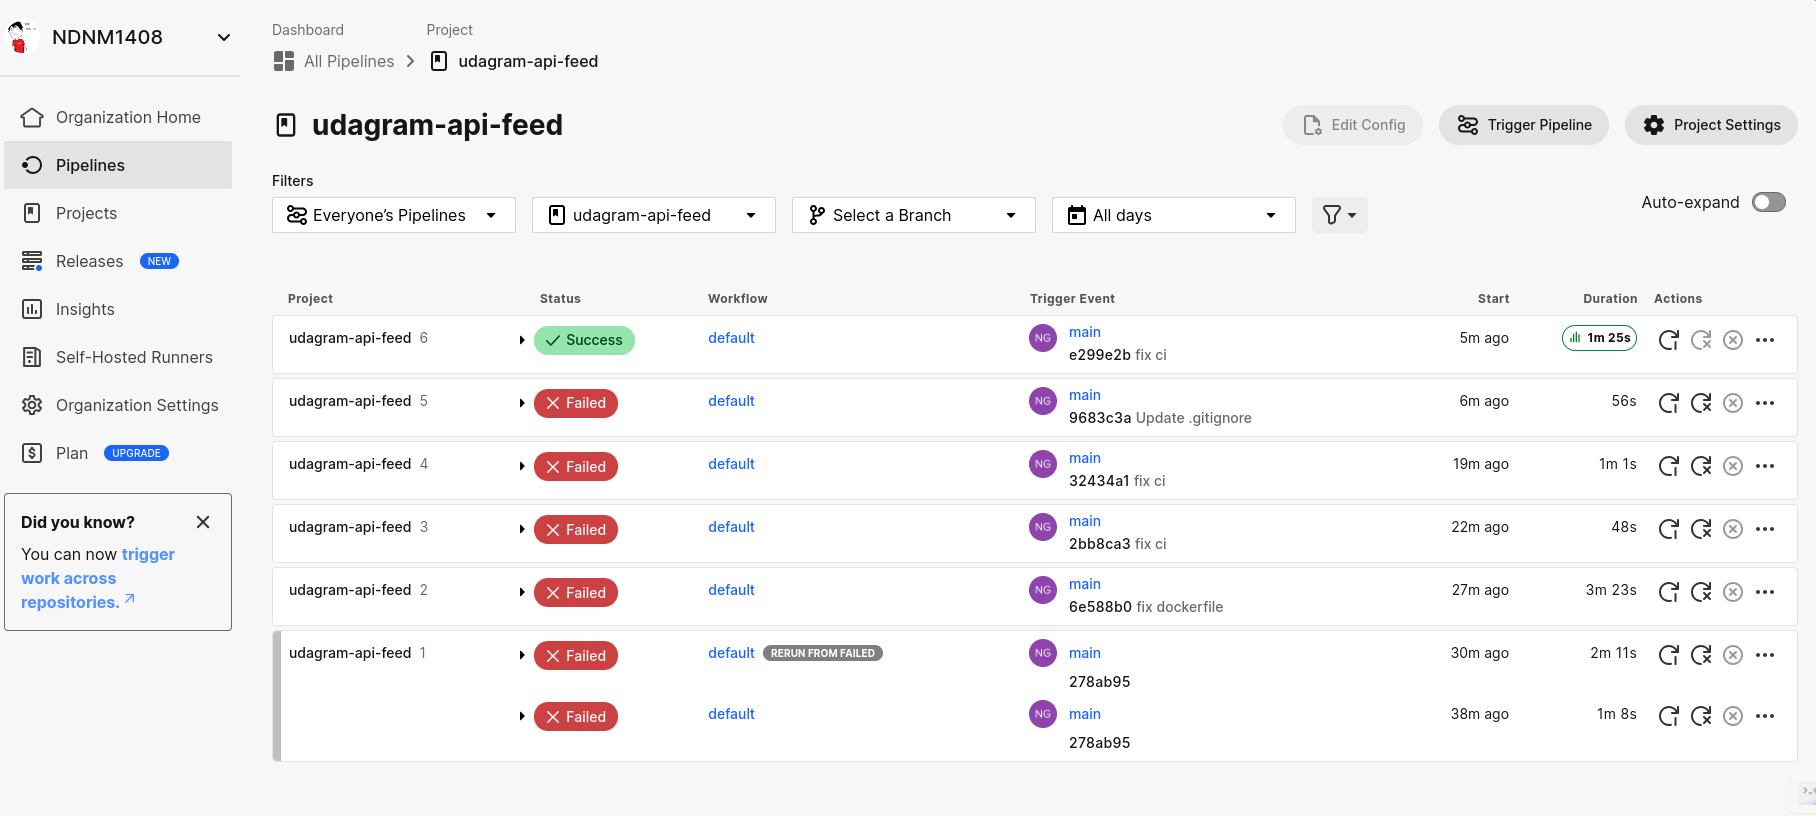 NDNM1408
Organization Home
Pipelines
Projects
Releases NEW
Insights
Self-Hosted Runners
Organization Settings
Plan UPGRADE
Did you know?
You can now trigger
work across
repositories.
Dashboard Project
All Pipelines udagram-api-feed
udagram-api-feed
Edit Config Trigger Pipeline Project Settings
Filters
Everyone's Pipelines udagram-api-feed Select a Branch All days
Auto-expand
Project Status Workflow Trigger Event Start Duration Actions
udagram-api-feed 6 Success default NG main 5m ago 1m 25s
e299e2b fix ci
udagram-api-feed 5 Failed default NG main 6m ago 56s
9683c3a Update .gitignore
udagram-api-feed 4 Failed default NG main 19m ago 1m 1s
32434a1 fix ci
udagram-api-feed 3 Failed default NG main 22m ago 48s
2bb8ca3 fix ci
udagram-api-feed 2 Failed default NG main 27m ago 3m 23s
6e588b0 fix dockerfile
udagram-api-feed 1 Failed default RERUN FROM FAILED NG main 30m ago 2m 11s
278ab95
Failed default NG main 38m ago 1m 8s
278ab95